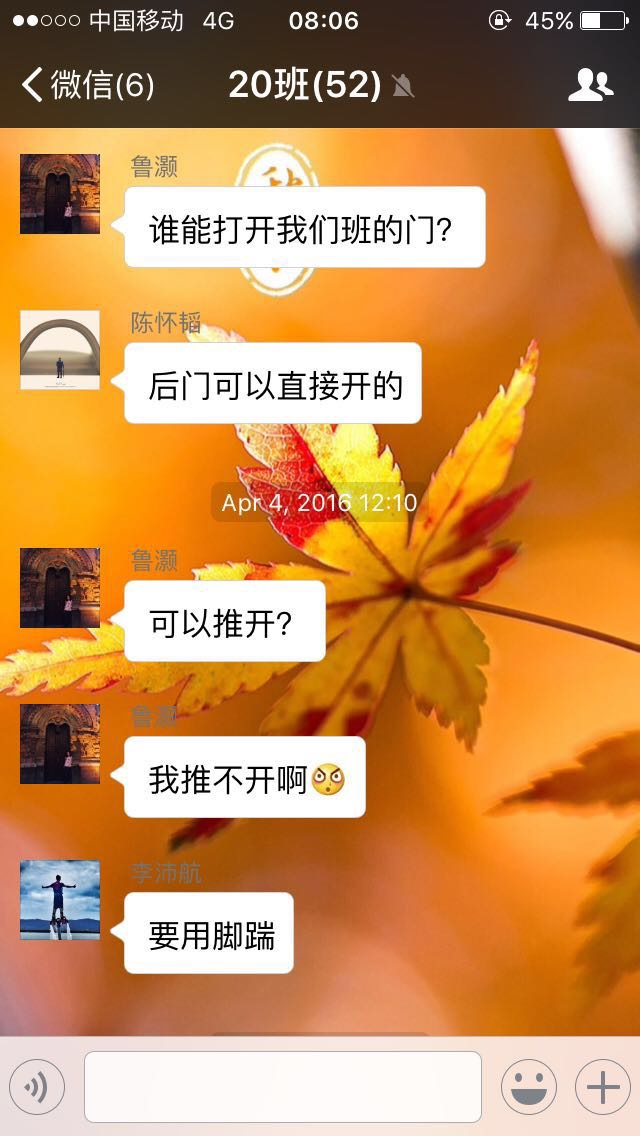 中国移动 4G 08:06 45%
微信(6) 20班(52)
鲁灏
谁能打开我们班的门?
陈怀韬
后门可以直接开的
Apr 4, 2016 12:10
鲁灏
可以推开?
鲁灏
我推不开啊
李沛航
要用脚踹